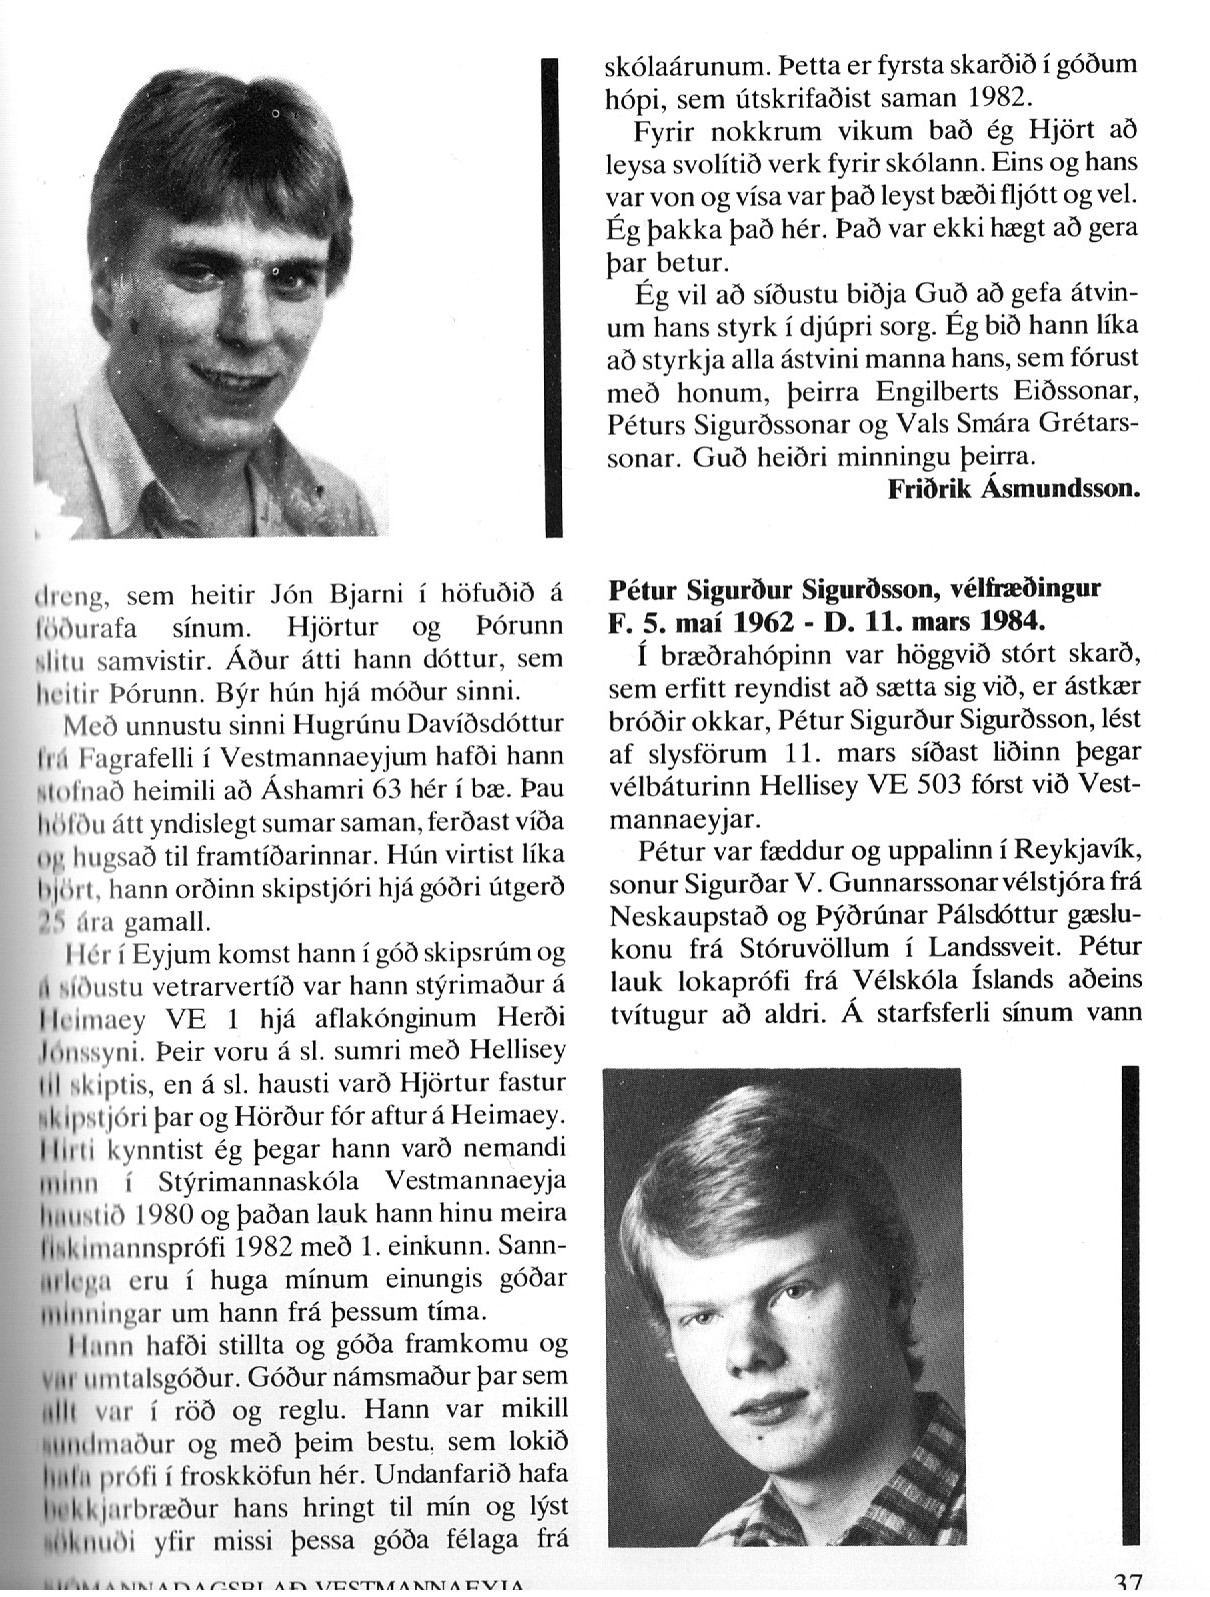 dreng, sem heitir Jón Bjarni í höfuðið á
föðurafa sínum. Hjörtur og Þórunn
slitu samvistir. Áður átti hann dóttur, sem
heitir Þórunn. Býr hún hjá móður sinni.
Með unnustu sinni Hugrúnu Davíðsdóttur
frá Fagrafelli í Vestmannaeyjum hafði hann
stofnað heimili að Áshamri 63 hér í bæ. Þau
höfðu átt yndislegt sumar saman, ferðast víða
og hugsað til framtíðarinnar. Hún virtist líka
björt, hann orðinn skipstjóri hjá góðri útgerð
25 ára gamall.
Hér í Eyjum komst hann í góð skipsrúm og
á síðustu vetrarvertíð var hann stýrimaður á
Heimaey VE 1 hjá aflakónginum Herði
Jónssyni. Þeir voru á sl. sumri með Hellisey
til skiptis, en á sl. hausti varð Hjörtur fastur
skipstjóri þar og Hörður fór aftur á Heimaey.
Hirti kynntist ég þegar hann varð nemandi
minn í Stýrimannaskóla Vestmannaeyja
haustið 1980 og þaðan lauk hann hinu meira
fiskimannsprófi 1982 með 1. einkunn. Sann-
arlega eru í huga mínum einungis góðar
minningar um hann frá þessum tíma.
Hann hafði stillta og góða framkomu og
var umtalsgóður. Góður námsmaður þar sem
allt var í röð og reglu. Hann var mikill
sundmaður og með þeim bestu, sem lokið
hafa prófi í froskköfun hér. Undanfarið hafa
bekkjarbræður hans hringt til mín og lýst
söknuði yfir missi þessa góða félaga frá
skólaárunum. Þetta er fyrsta skarðið í góðum
hópi, sem útskrifaðist saman 1982.
Fyrir nokkrum vikum bað ég Hjört að
leysa svolítið verk fyrir skólann. Eins og hans
var von og vísa var það leyst bæði fljótt og vel.
Ég þakka það hér. Það var ekki hægt að gera
þar betur.
Ég vil að síðustu biðja Guð að gefa átvin-
um hans styrk í djúpri sorg. Ég bið hann líka
að styrkja alla ástvini manna hans, sem fórust
með honum, þeirra Engilberts Eiðssonar,
Péturs Sigurðssonar og Vals Smára Grétars-
sonar. Guð heiðri minningu þeirra.
Friðrik Ásmundsson.
Pétur Sigurður Sigurðsson, vélfræðingur
F. 5. maí 1962 - D. 11. mars 1984.
Í bræðrahópinn var höggvið stórt skarð,
sem erfitt reyndist að sætta sig við, er ástkær
bróðir okkar, Pétur Sigurður Sigurðsson, lést
af slysförum 11. mars síðast liðinn þegar
vélbáturinn Hellisey VE 503 fórst við Vest-
mannaeyjar.
Pétur var fæddur og uppalinn í Reykjavík,
sonur Sigurðar V. Gunnarssonar vélstjóra frá
Neskaupstað og Þýðrúnar Pálsdóttur gæslu-
konu frá Stóruvöllum í Landssveit. Pétur
lauk lokaprófi frá Vélskóla Íslands aðeins
tvítugur að aldri. Á starfsferli sínum vann
SJÓMANNADAGSBLAÐ VESTMANNAEYJA
37